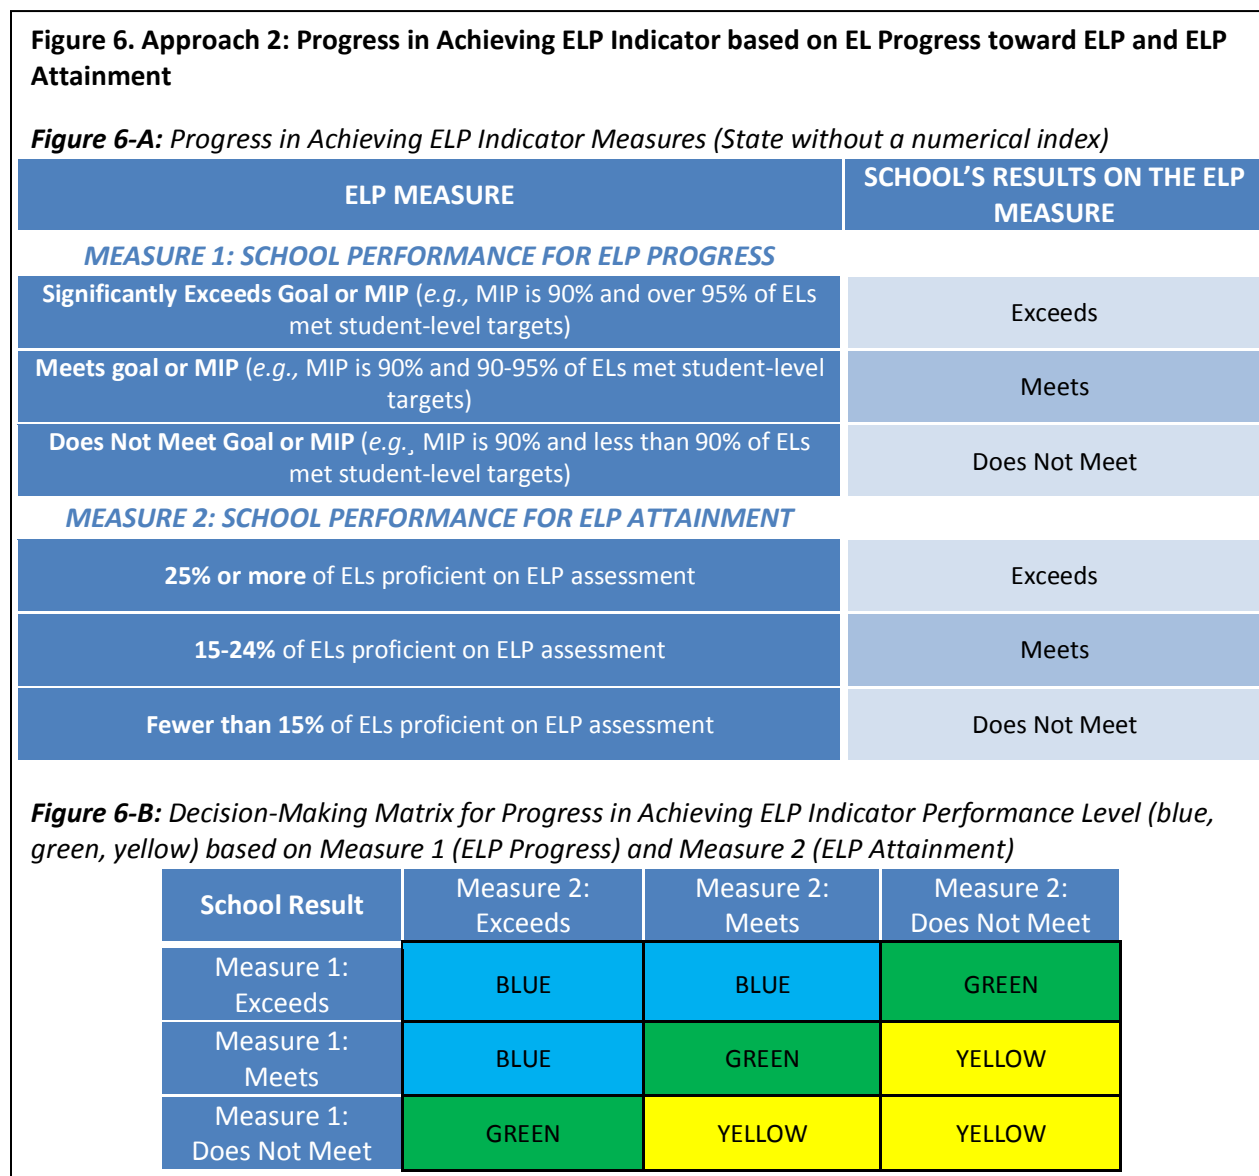 Figure 6. Approach 2: Progress in Achieving ELP Indicator based on EL Progress toward ELP and ELP
Attainment
Figure 6-A: Progress in Achieving ELP Indicator Measures (State without a numerical index)
ELP MEASURE
SCHOOL'S RESULTS ON THE ELP
MEASURE
MEASURE 1: SCHOOL PERFORMANCE FOR ELP PROGRESS
Significantly Exceeds Goal or MIP (e.g., MIP is 90% and over 95% of ELs
met student-level targets)
Exceeds
Meets goal or MIP (e.g., MIP is 90% and 90-95% of ELs met student-level
targets)
Meets
Does Not Meet Goal or MIP (e.g.¸ MIP is 90% and less than 90% of ELs
met student-level targets)
Does Not Meet
MEASURE 2: SCHOOL PERFORMANCE FOR ELP ATTAINMENT
25% or more of ELs proficient on ELP assessment
Exceeds
15-24% of ELs proficient on ELP assessment
Meets
Fewer than 15% of ELs proficient on ELP assessment
Does Not Meet
Figure 6-B: Decision-Making Matrix for Progress in Achieving ELP Indicator Performance Level (blue,
green, yellow) based on Measure 1 (ELP Progress) and Measure 2 (ELP Attainment)
School Result
Measure 2:
Exceeds
Measure 2:
Meets
Measure 2:
Does Not Meet
Measure 1:
Exceeds
BLUE
BLUE
GREEN
Measure 1:
Meets
BLUE
GREEN
YELLOW
Measure 1:
Does Not Meet
GREEN
YELLOW
YELLOW